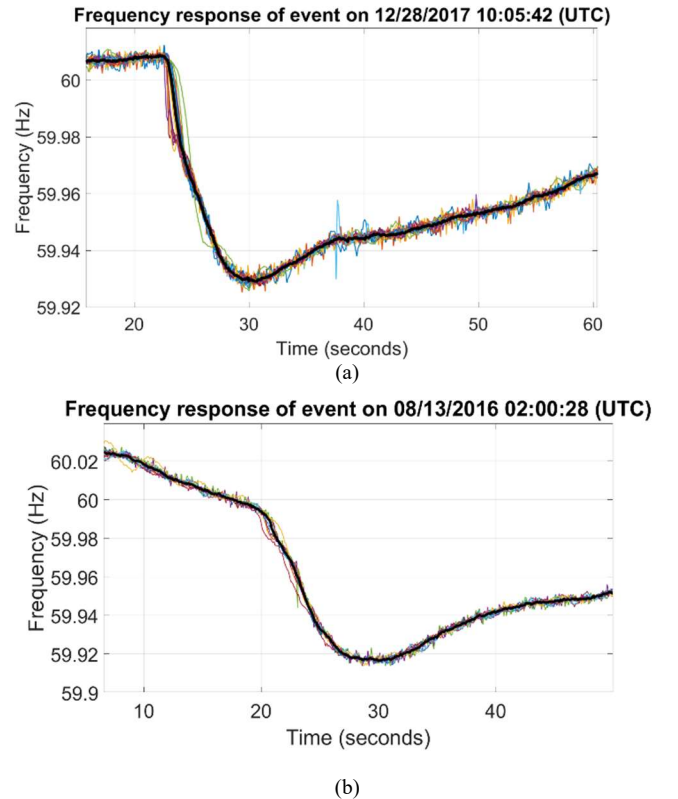 Frequency response of event on 12/28/2017 10:05:42 (UTC)
60
59.98
59.96
59.94
59.92
Frequency (Hz)
20 30 40 50 60
Time (seconds)
(a)
Frequency response of event on 08/13/2016 02:00:28 (UTC)
60.02
60
59.98
59.96
59.94
59.92
59.9
Frequency (Hz)
10 20 30 40
Time (seconds)
(b)